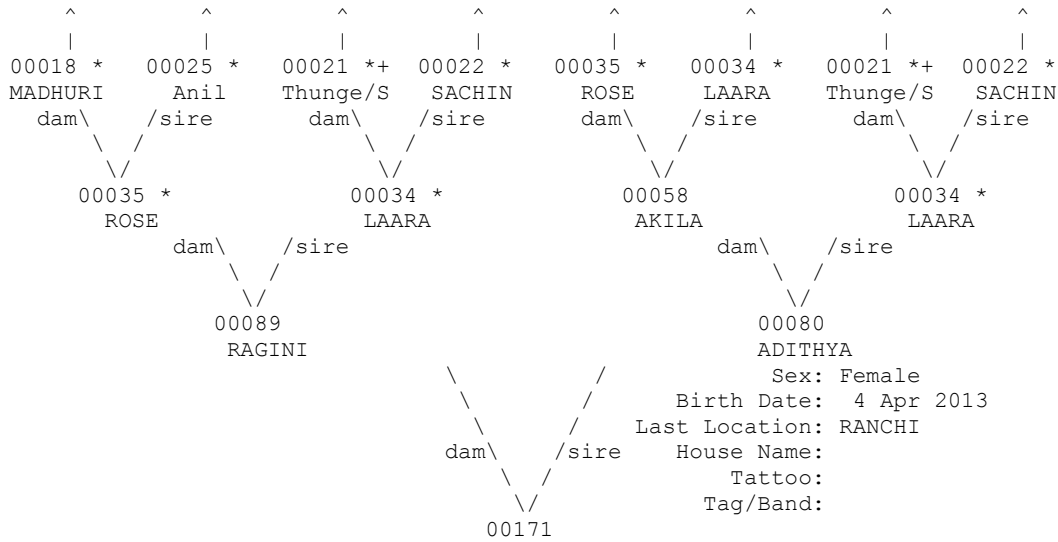 ^ ^ ^ ^ ^ ^ ^ ^
| | | | | | | |
00018 * 00025 * 00021 *+ 00022 * 00035 * 00034 * 00021 *+ 00022 *
MADHURI Anil Thunge/S SACHIN ROSE LAARA Thunge/S SACHIN
dam\ /sire dam\ /sire dam\ /sire dam\ /sire
\ / \ / \ / \ /
\/ \/ \/ \/
00035 * 00034 * 00058 00034 *
ROSE LAARA AKILA LAARA
dam\ /sire dam\ /sire
\ / \ /
\/ \/
00089 00080
RAGINI ADITHYA
\ / Sex: Female
\ / Birth Date: 4 Apr 2013
\ / Last Location: RANCHI
dam\ /sire House Name:
\ / Tattoo:
\/ Tag/Band:
00171